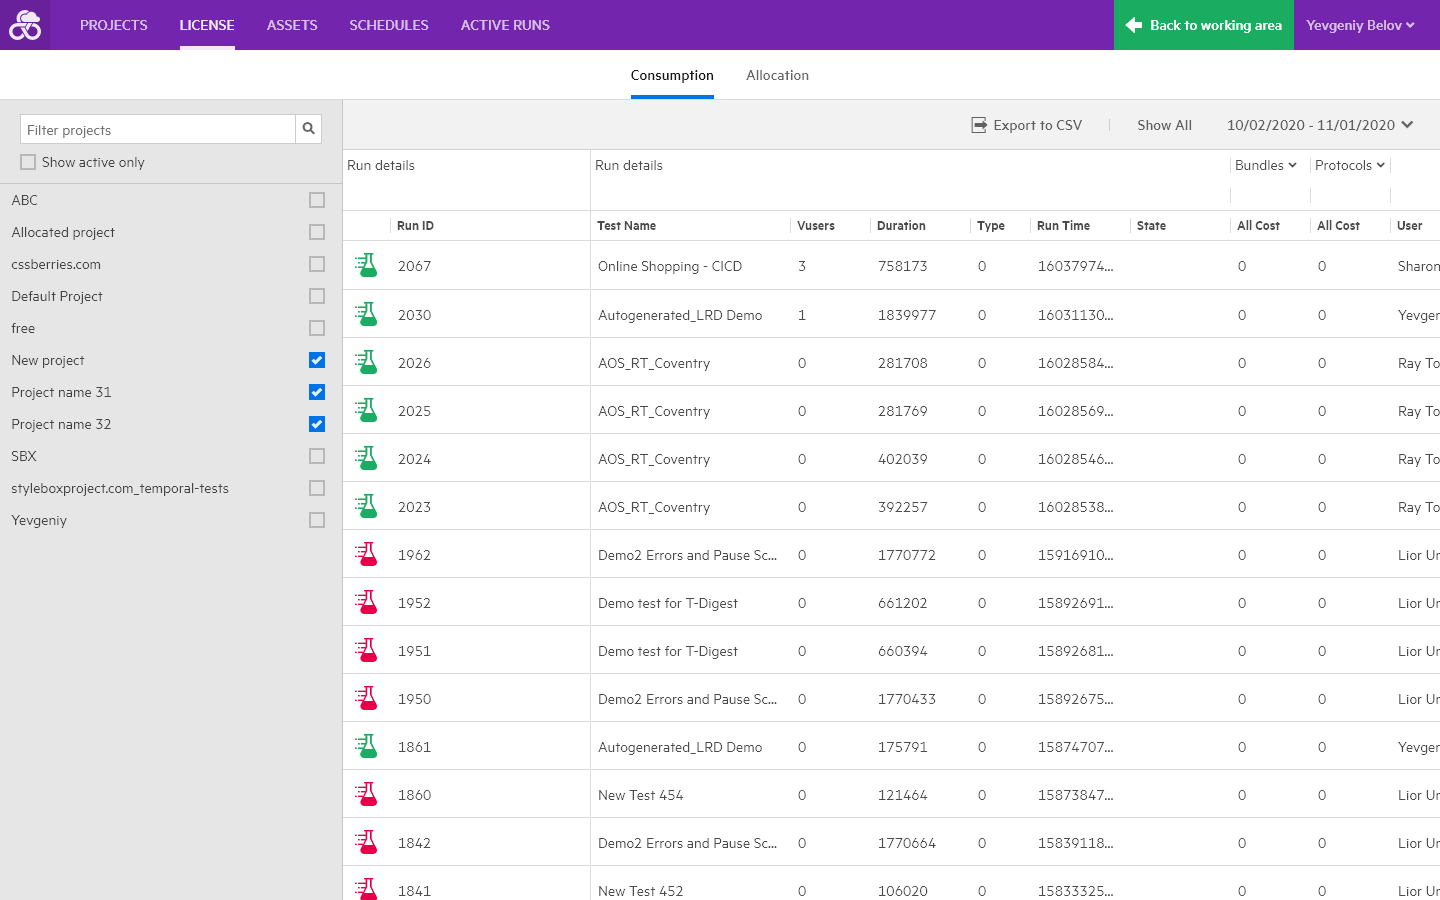 PROJECTS LICENSE ASSETS SCHEDULES ACTIVE RUNS Back to working area Yevgeniy Belov
Consumption Allocation
Filter projects
Show active only
ABC
Allocated project
cssberries.com
Default Project
free
New project
Project name 31
Project name 32
SBX
styleboxproject.com_temporal-tests
Yevgeniy
Export to CSV Show All 10/02/2020 - 11/01/2020
Run details Run details Bundles Protocols
Run ID Test Name Vusers Duration Type Run Time State All Cost All Cost User
2067 Online Shopping - CICD 3 758173 0 16037974... 0 0 Sharon
2030 Autogenerated_LRD Demo 1 1839977 0 16031130... 0 0 Yevger
2026 AOS_RT_Coventry 0 281708 0 16028584... 0 0 Ray To
2025 AOS_RT_Coventry 0 281769 0 16028569... 0 0 Ray To
2024 AOS_RT_Coventry 0 402039 0 16028546... 0 0 Ray To
2023 AOS_RT_Coventry 0 392257 0 16028538... 0 0 Ray To
1962 Demo2 Errors and Pause Sc... 0 1770772 0 15916910... 0 0 Lior Ur
1952 Demo test for T-Digest 0 661202 0 15892691... 0 0 Lior Ur
1951 Demo test for T-Digest 0 660394 0 15892681... 0 0 Lior Ur
1950 Demo2 Errors and Pause Sc... 0 1770433 0 15892675... 0 0 Lior Ur
1861 Autogenerated_LRD Demo 0 175791 0 15874707... 0 0 Yevger
1860 New Test 454 0 121464 0 15873847... 0 0 Lior Ur
1842 Demo2 Errors and Pause Sc... 0 1770664 0 15839118... 0 0 Lior Ur
1841 New Test 452 0 106020 0 15833325... 0 0 Lior Ur